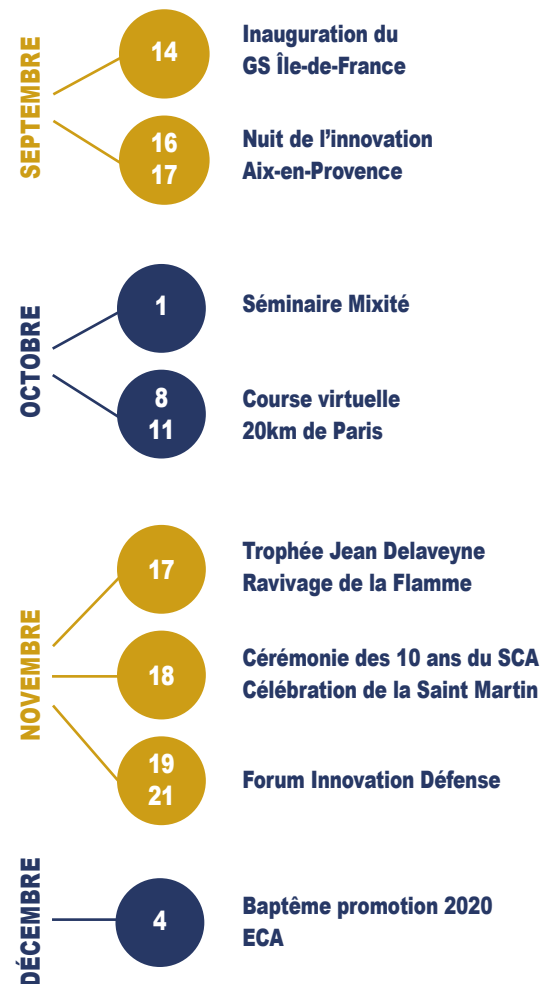 SEPTEMBRE
14
Inauguration du
GS Île-de-France
16
17
Nuit de l'innovation
Aix-en-Provence
OCTOBRE
1
Séminaire Mixité
8
11
Course virtuelle
20km de Paris
NOVEMBRE
17
Trophée Jean Delaveyne
Ravivage de la Flamme
18
Cérémonie des 10 ans du SCA
Célébration de la Saint Martin
19
21
Forum Innovation Défense
DÉCEMBRE
4
Baptême promotion 2020
ECA